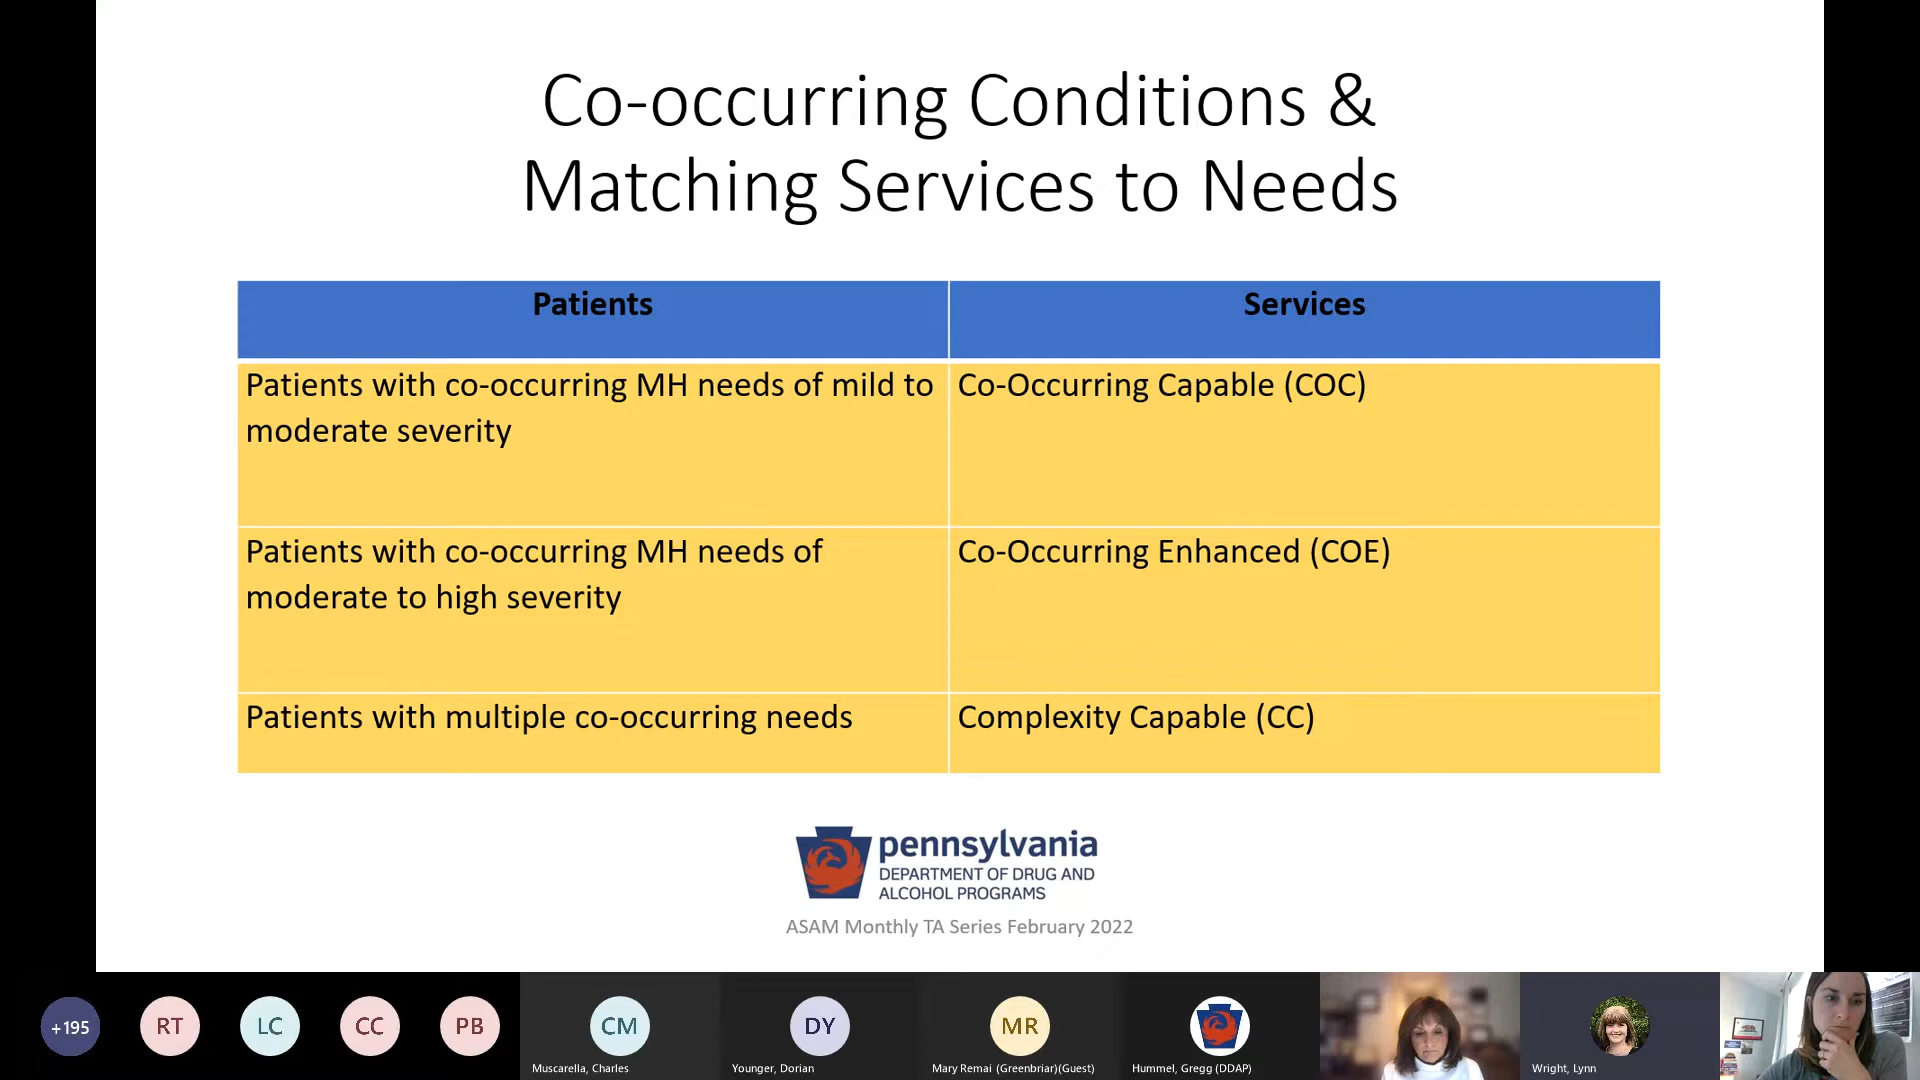 Co-occurring Conditions &
Matching Services to Needs
Patients
Services
Patients with co-occurring MH needs of mild to
moderate severity
Co-Occurring Capable (COC)
Patients with co-occurring MH needs of
moderate to high severity
Co-Occurring Enhanced (COE)
Patients with multiple co-occurring needs
Complexity Capable (CC)
pennsylvania
DEPARTMENT OF DRUG AND
ALCOHOL PROGRAMS
ASAM Monthly TA Series February 2022
+195
RT
LC
CC
PB
CM
DY
MR
Muscarella, Charles
Younger, Dorian
Mary Remai (Greenbriar)(Guest)
Hummel, Gregg (DDAP)
Wright, Lynn